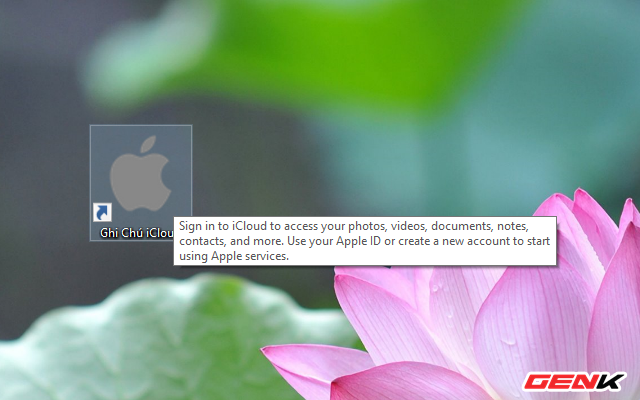 Ghi Chú iClou
Sign in to iCloud to access your photos, videos, documents, notes,
contacts, and more. Use your Apple ID or create a new account to start
using Apple services.
GENK